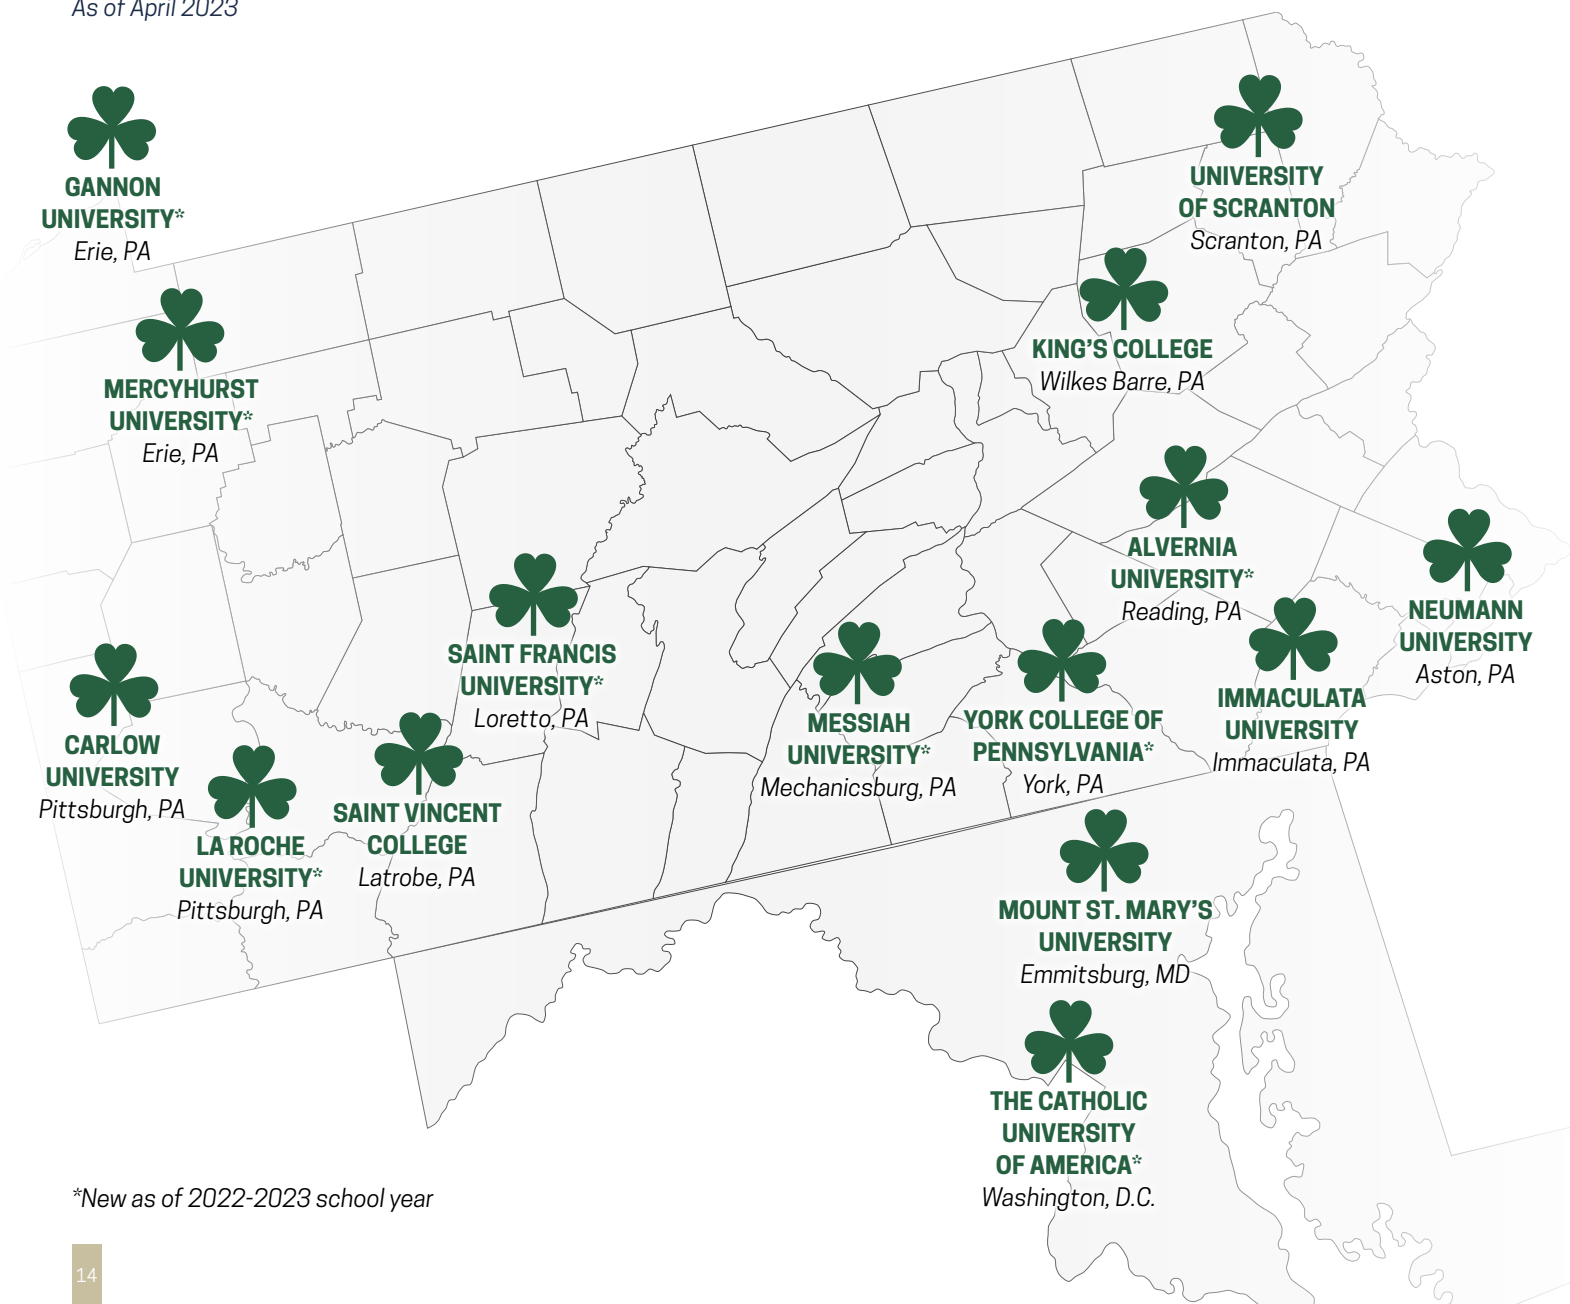 As of April 2023
GANNON
UNIVERSITY*
Erie, PA
MERCYHURST
UNIVERSITY*
Erie, PA
UNIVERSITY
OF SCRANTON
Scranton, PA
KING'S COLLEGE
Wilkes Barre, PA
ALVERNIA
UNIVERSITY*
Reading, PA
NEUMANN
UNIVERSITY
Aston, PA
IMMACULATA
UNIVERSITY
Immaculata, PA
SAINT FRANCIS
UNIVERSITY*
Loretto, PA
MESSIAH
UNIVERSITY*
Mechanicsburg, PA
YORK COLLEGE OF
PENNSYLVANIA*
York, PA
CARLOW
UNIVERSITY
Pittsburgh, PA
LA ROCHE
UNIVERSITY*
Pittsburgh, PA
SAINT VINCENT
COLLEGE
Latrobe, PA
MOUNT ST. MARY'S
UNIVERSITY
Emmitsburg, MD
THE CATHOLIC
UNIVERSITY
OF AMERICA*
Washington, D.C.
*New as of 2022-2023 school year
14